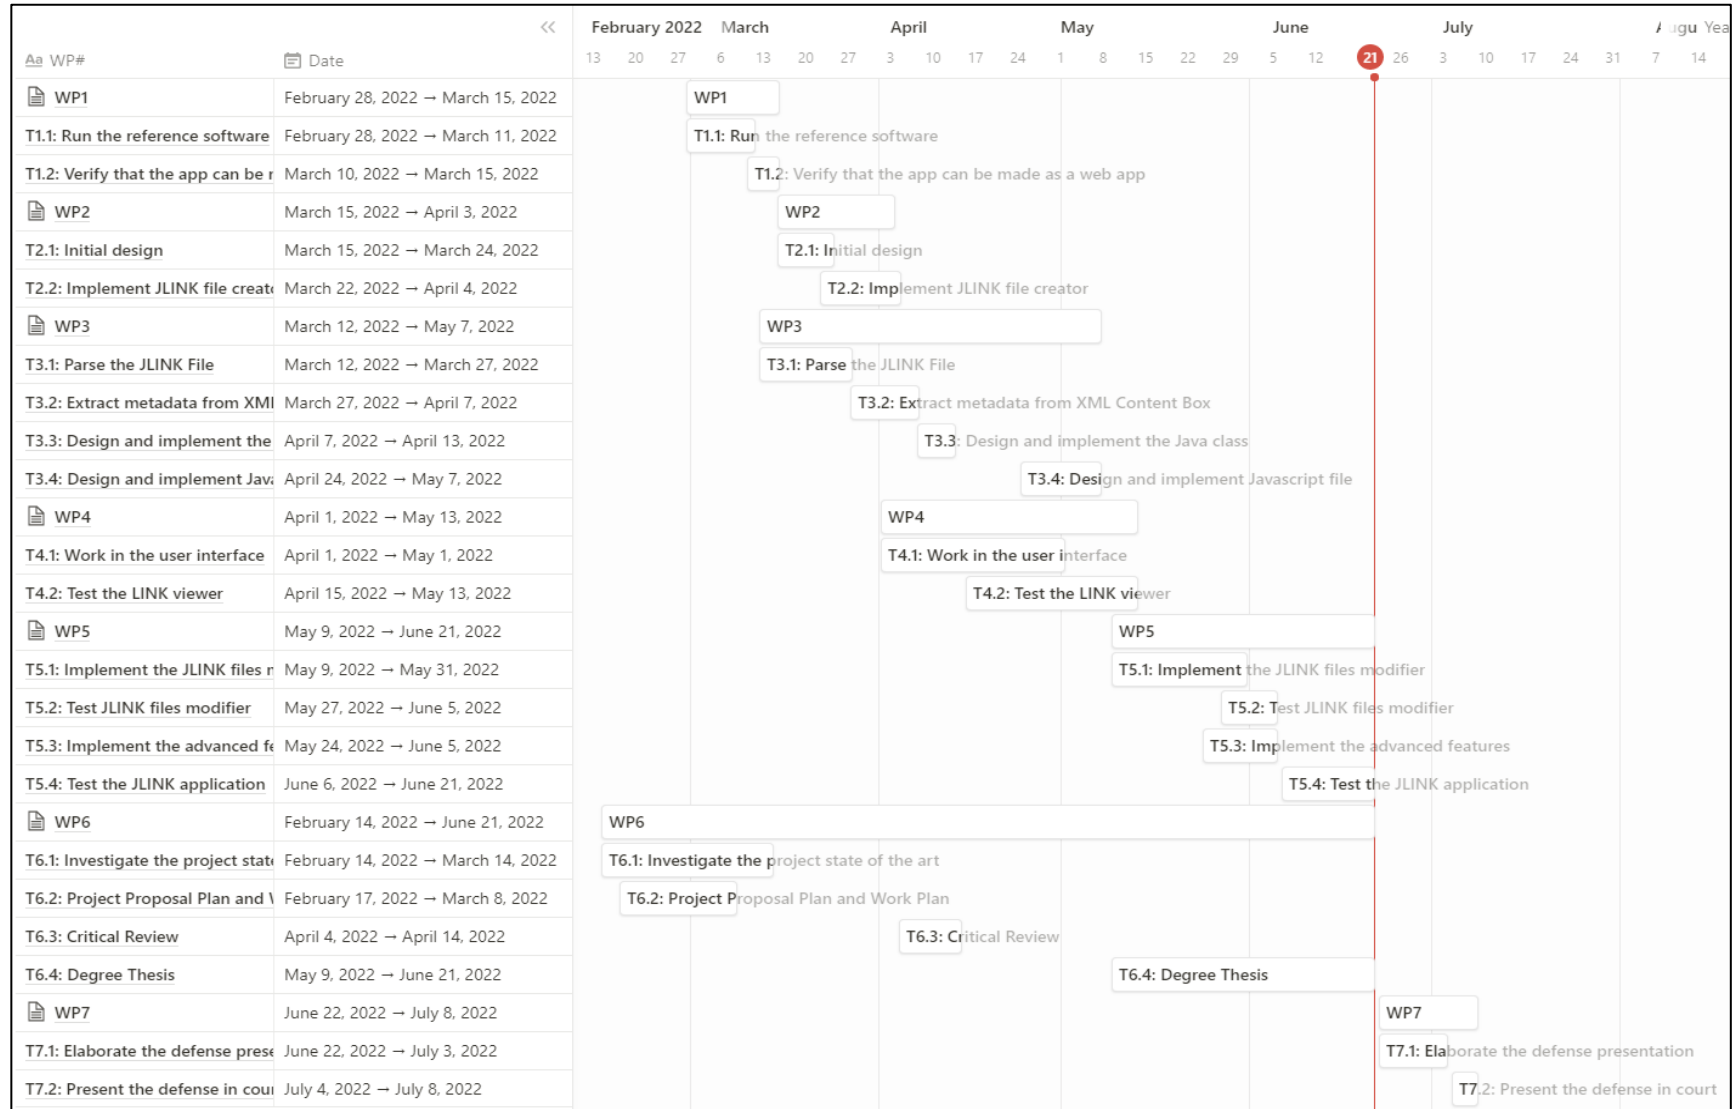 February 2022 March April May June July Augu Yea
Aa WP# Date 13 20 27 6 13 20 27 3 10 17 24 1 8 15 22 29 5 12 21 26 3 10 17 24 31 7 14
WP1 February 28, 2022 → March 15, 2022 WP1
T1.1: Run the reference software February 28, 2022 → March 11, 2022 T1.1: Run the reference software
T1.2: Verify that the app can be r March 10, 2022 → March 15, 2022 T1.2: Verify that the app can be made as a web app
WP2 March 15, 2022 → April 3, 2022 WP2
T2.1: Initial design March 15, 2022 → March 24, 2022 T2.1: Initial design
T2.2: Implement JLINK file creato March 22, 2022 → April 4, 2022 T2.2: Implement JLINK file creator
WP3 March 12, 2022 → May 7, 2022 WP3
T3.1: Parse the JLINK File March 12, 2022 → March 27, 2022 T3.1: Parse the JLINK File
T3.2: Extract metadata from XMI March 27, 2022 → April 7, 2022 T3.2: Extract metadata from XML Content Box
T3.3: Design and implement the April 7, 2022 → April 13, 2022 T3.3: Design and implement the Java class
T3.4: Design and implement Java April 24, 2022 → May 7, 2022 T3.4: Design and implement Javascript file
WP4 April 1, 2022 → May 13, 2022 WP4
T4.1: Work in the user interface April 1, 2022 → May 1, 2022 T4.1: Work in the user interface
T4.2: Test the LINK viewer April 15, 2022 → May 13, 2022 T4.2: Test the LINK viewer
WP5 May 9, 2022 → June 21, 2022 WP5
T5.1: Implement the JLINK files m May 9, 2022 → May 31, 2022 T5.1: Implement the JLINK files modifier
T5.2: Test JLINK files modifier May 27, 2022 → June 5, 2022 T5.2: Test JLINK files modifier
T5.3: Implement the advanced fe May 24, 2022 → June 5, 2022 T5.3: Implement the advanced features
T5.4: Test the JLINK application June 6, 2022 → June 21, 2022 T5.4: Test the JLINK application
WP6 February 14, 2022 → June 21, 2022 WP6
T6.1: Investigate the project state February 14, 2022 → March 14, 2022 T6.1: Investigate the project state of the art
T6.2: Project Proposal Plan and W February 17, 2022 → March 8, 2022 T6.2: Project Proposal Plan and Work Plan
T6.3: Critical Review April 4, 2022 → April 14, 2022 T6.3: Critical Review
T6.4: Degree Thesis May 9, 2022 → June 21, 2022 T6.4: Degree Thesis
WP7 June 22, 2022 → July 8, 2022 WP7
T7.1: Elaborate the defense prese June 22, 2022 → July 3, 2022 T7.1: Elaborate the defense presentation
T7.2: Present the defense in cour July 4, 2022 → July 8, 2022 T7.2: Present the defense in court